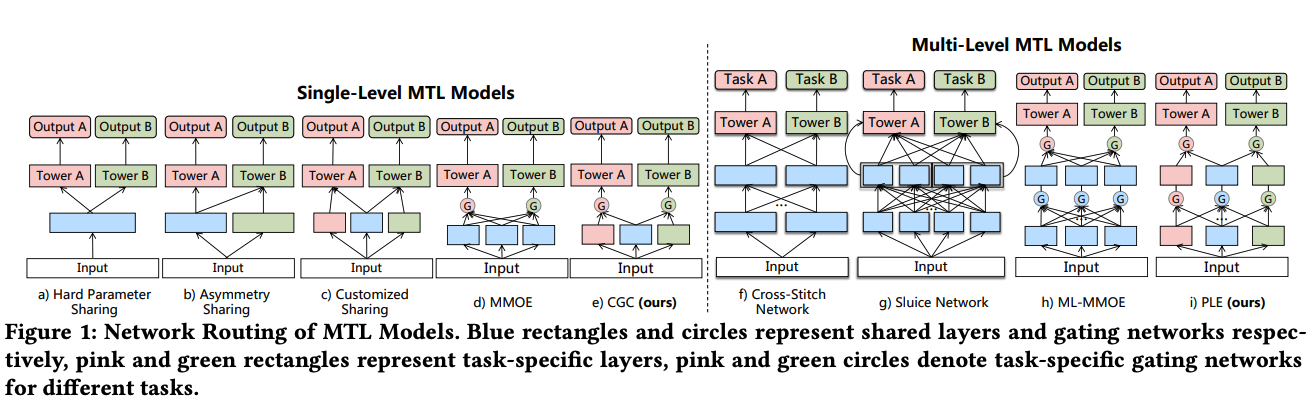 Single-Level MTL Models
Multi-Level MTL Models
Output A Output B
Tower A Tower B
Input
a) Hard Parameter
Sharing
Output A Output B
Tower A Tower B
Input
b) Asymmetry
Sharing
Output A Output B
Tower A Tower B
Input
c) Customized
Sharing
Output A Output B
Tower A Tower B
G G
Input
d) MMOE
Output A Output B
Tower A Tower B
G G
Input
e) CGC (ours)
Task A Task B
Tower A Tower B
...
Input
f) Cross-Stitch
Network
Task A Task B
Tower A Tower B
...
Input
g) Sluice Network
Output A Output B
Tower A Tower B
G G
...
G G G
...
Input
h) ML-MMOE
Output A Output B
Tower A Tower B
G G
G G G
...
Input
i) PLE (ours)
Figure 1: Network Routing of MTL Models. Blue rectangles and circles represent shared layers and gating networks respec-
tively, pink and green rectangles represent task-specific layers, pink and green circles denote task-specific gating networks
for different tasks.